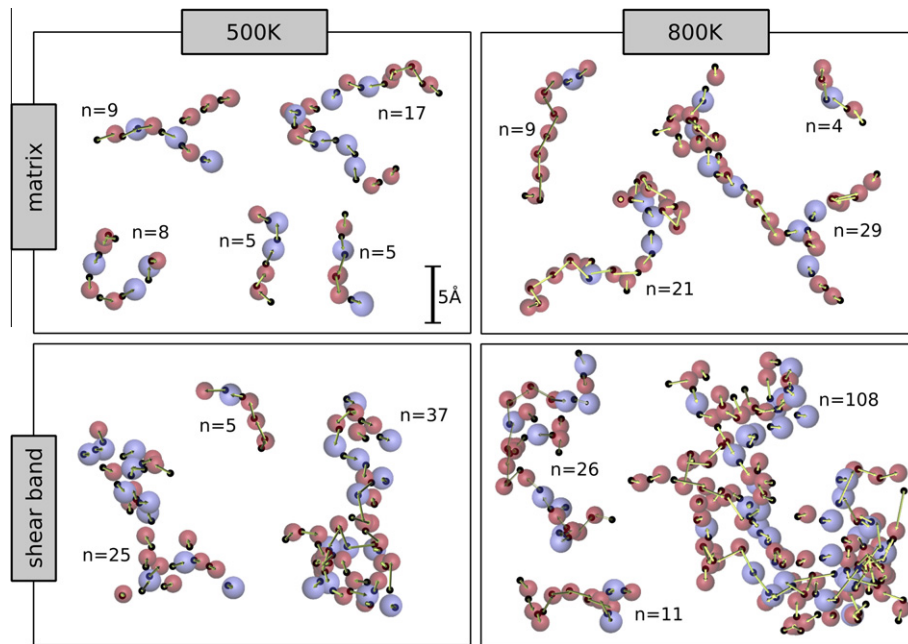 500K
800K
matrix
n=9
n=17
n=8
n=5
n=5
5Å
n=9
n=4
n=29
n=21
shear band
n=5
n=37
n=25
n=108
n=26
n=11